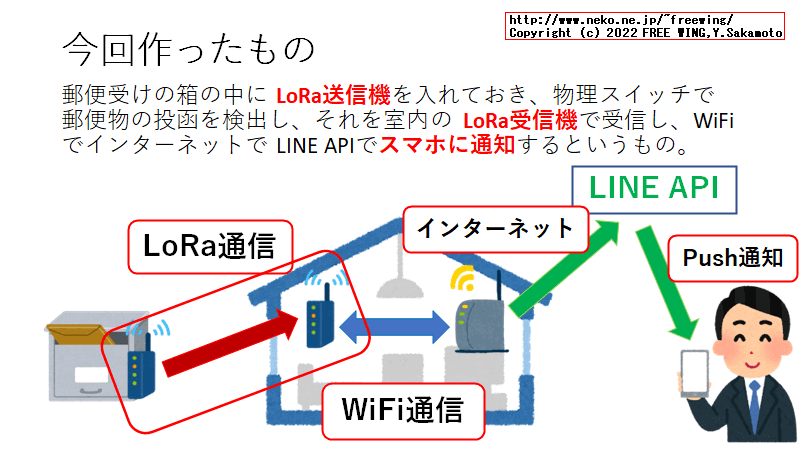 http://www.neko.ne.jp/~freewing/
Copyright (c) 2022 FREE WING,Y.Sakamoto
今回作ったもの
郵便受けの箱の中に LoRa送信機を入れておき、物理スイッチで
郵便物の投函を検出し、それを室内の LoRa受信機で受信し、WiFi
でインターネットで LINE APIでスマホに通知するというもの。
LINE API
インターネット
LoRa通信
Push通知
WiFi通信